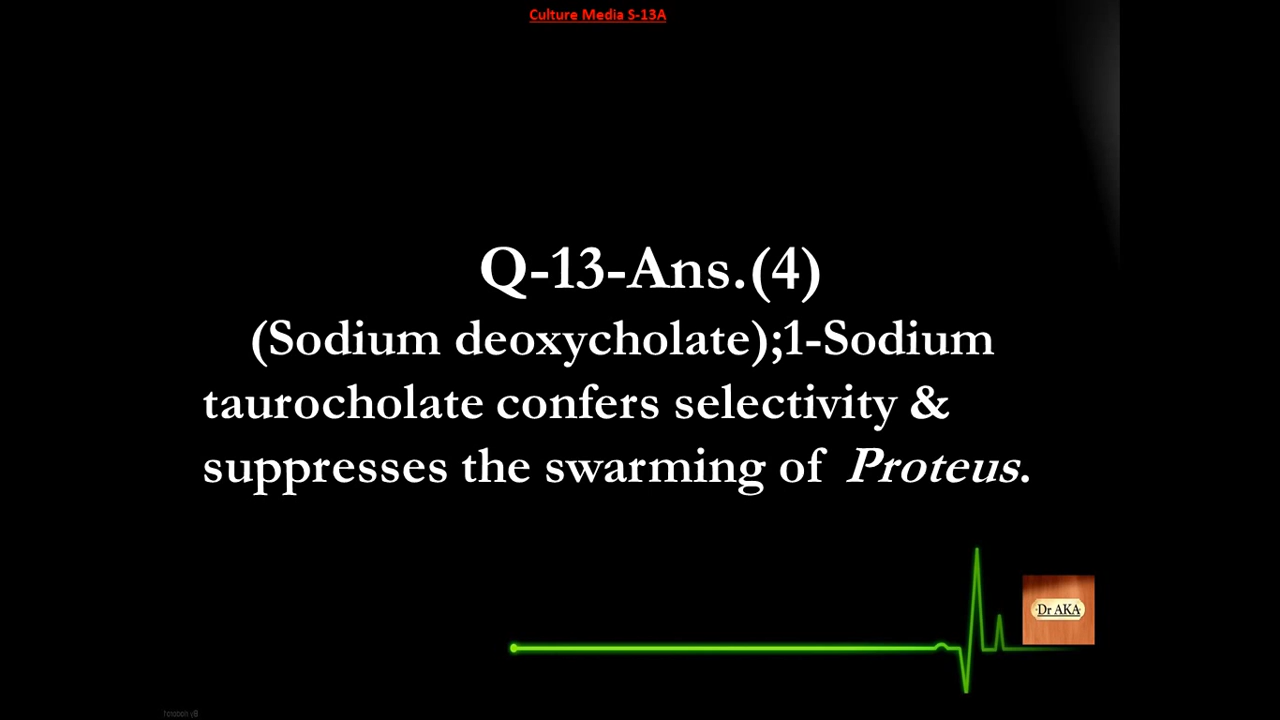 Culture Media S-13A
Q-13-Ans.(4)
(Sodium deoxycholate);1-Sodium
taurocholate confers selectivity &
suppresses the swarming of Proteus.
Dr AKA